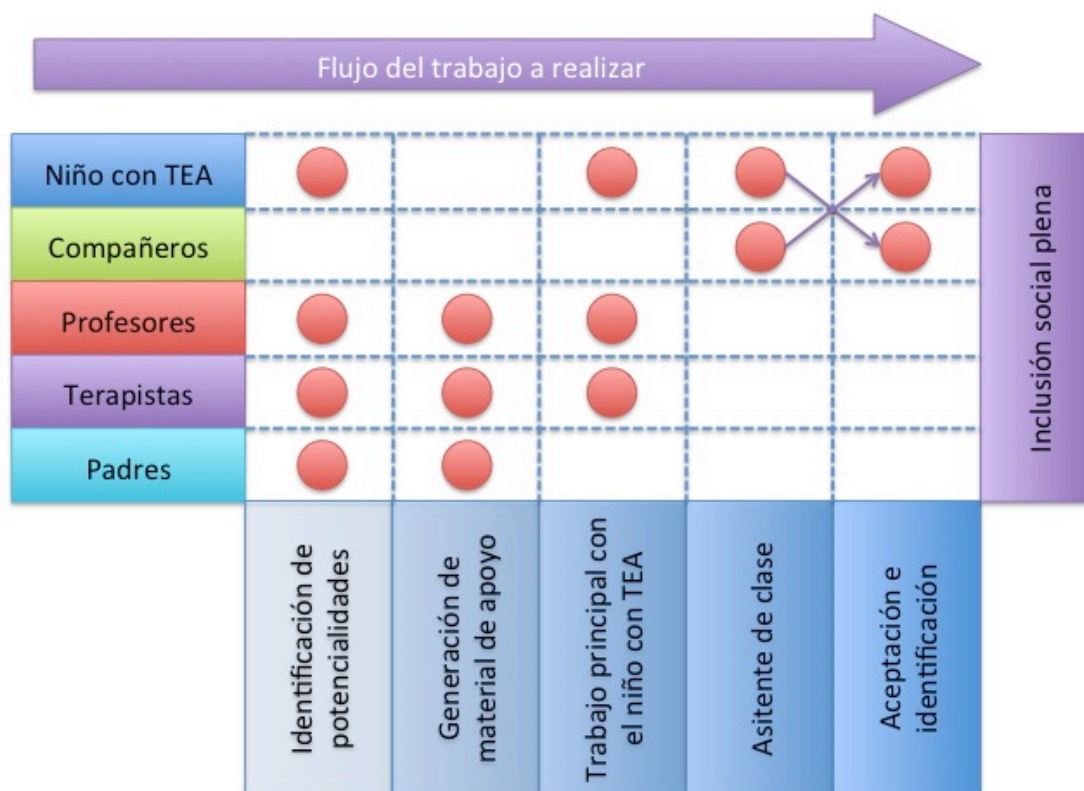 Flujo del trabajo a realizar
Niño con TEA
Compañeros
Profesores
Terapistas
Padres
Inclusión social plena
Identificación de
potencialidades
Generación de
material de apoyo
Trabajo principal con
el niño con TEA
Asitente de clase
Aceptación e
identificación